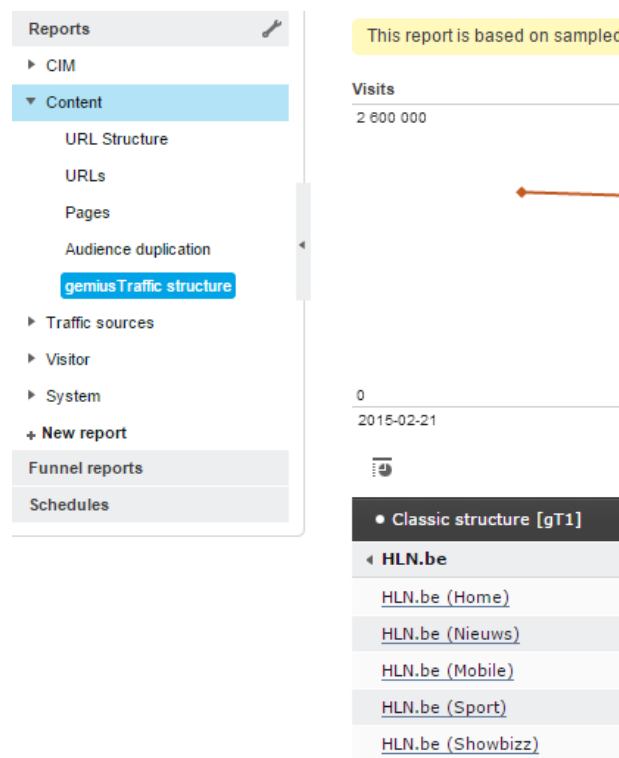 Reports
CIM
Content
URL Structure
URLs
Pages
Audience duplication
gemiusTraffic structure
Traffic sources
Visitor
System
+ New report
Funnel reports
Schedules
This report is based on sampled
Visits
2 600 000
0
2015-02-21
Classic structure [gT1]
HLN.be
HLN.be (Home)
HLN.be (Nieuws)
HLN.be (Mobile)
HLN.be (Sport)
HLN.be (Showbizz)